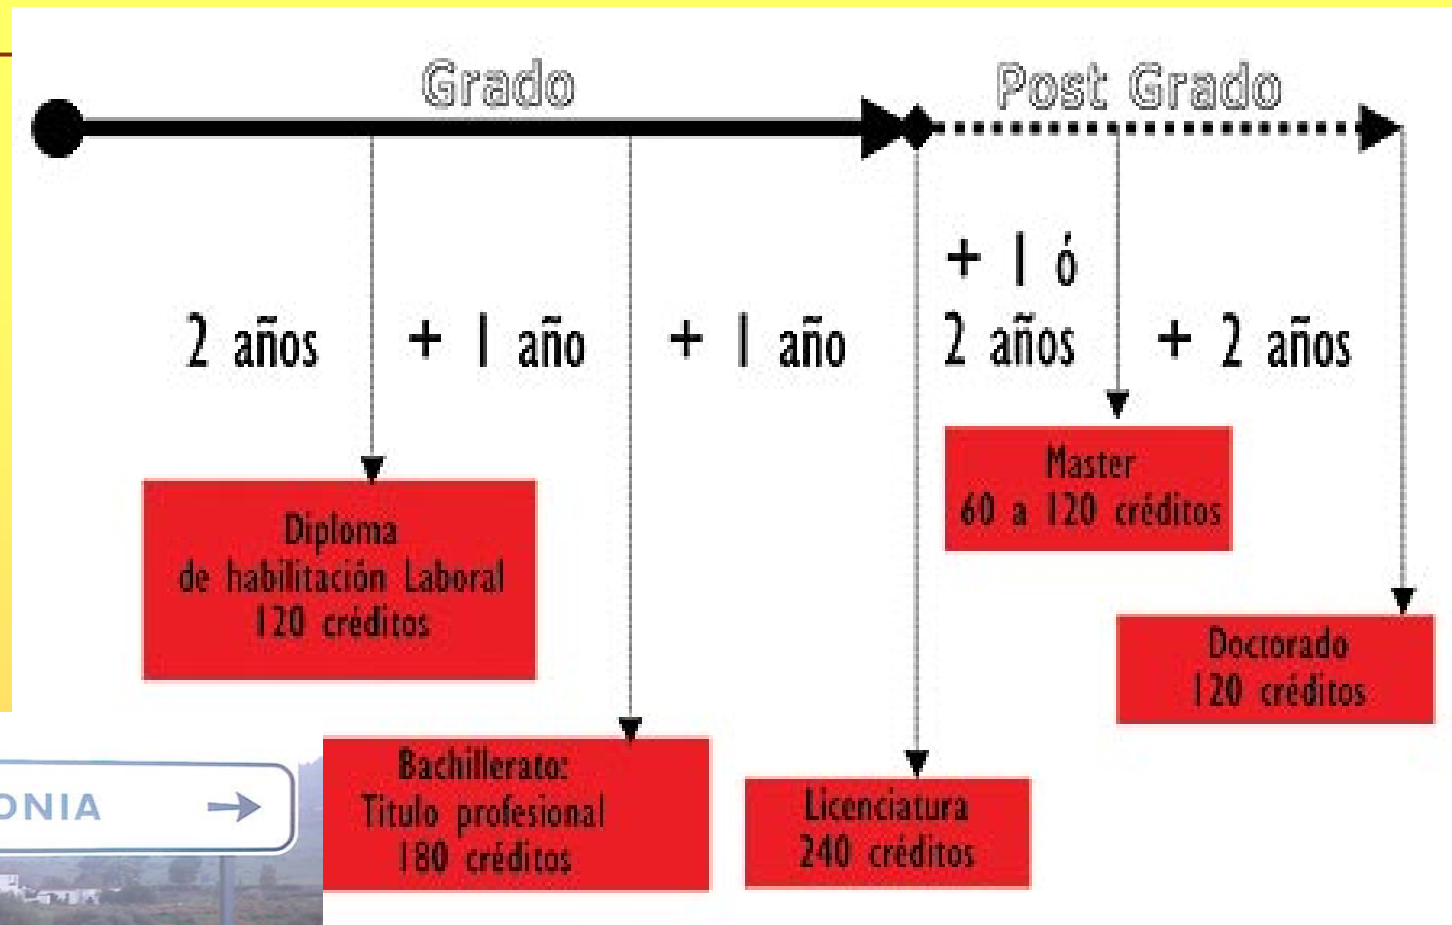 Grado
Post Grado
2 años
+ 1 año
+ 1 año
+ 1 ó
2 años
+ 2 años
Diploma
de habilitación Laboral
120 créditos
Bachillerato:
Titulo profesional
180 créditos
Licenciatura
240 créditos
Master
60 a 120 créditos
Doctorado
120 créditos
ONIA